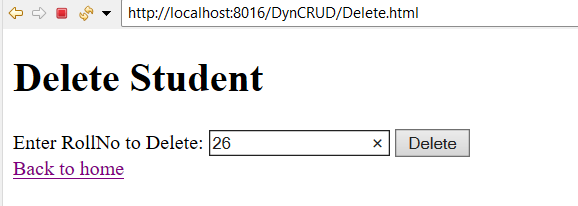 http://localhost:8016/DynCRUD/Delete.html
Delete Student
Enter RollNo to Delete: 26 × Delete
Back to home